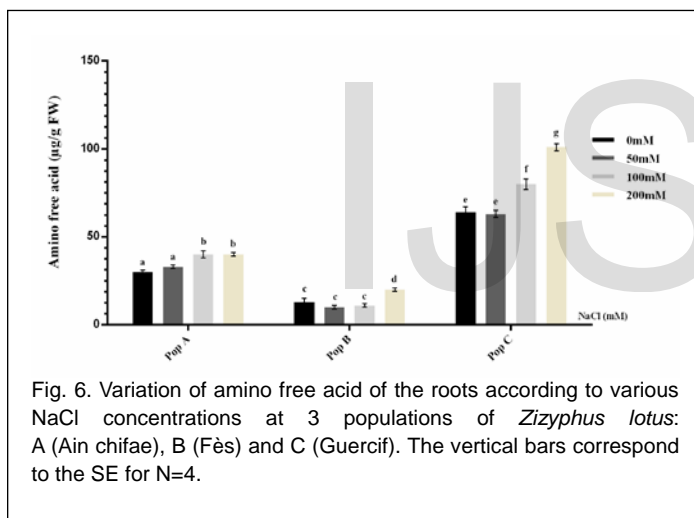 150
100
50
0
Amino free acid (µg/g FW)
a
a
b
b
c
c
c
d
e
e
f
g
0mM
50mM
100mM
200mM
NaCl (mM)
Pop A
Pop B
Pop C
IJS
Fig. 6. Variation of amino free acid of the roots according to various
NaCl concentrations at 3 populations of Zizyphus lotus:
A (Ain chifae), B (Fès) and C (Guercif). The vertical bars correspond
to the SE for N=4.